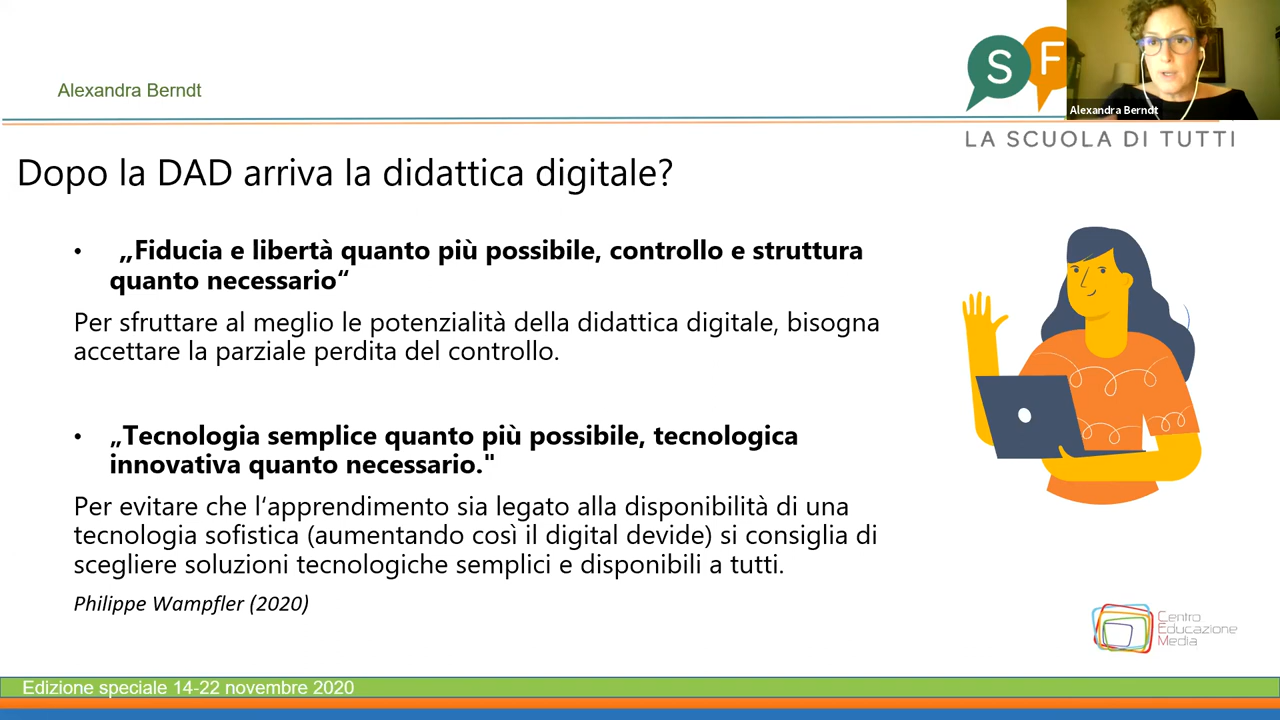 Alexandra Berndt
S F
Alexandra Berndt
LA SCUOLA DI TUTTI
Dopo la DAD arriva la didattica digitale?
• „Fiducia e libertà quanto più possibile, controllo e struttura
quanto necessario“
Per sfruttare al meglio le potenzialità della didattica digitale, bisogna
accettare la parziale perdita del controllo.
• „Tecnologia semplice quanto più possibile, tecnologica
innovativa quanto necessario."
Per evitare che l‘apprendimento sia legato alla disponibilità di una
tecnologia sofistica (aumentando così il digital devide) si consiglia di
scegliere soluzioni tecnologiche semplici e disponibili a tutti.
Philippe Wampfler (2020)
Centro
Educazione
Media
Edizione speciale 14-22 novembre 2020